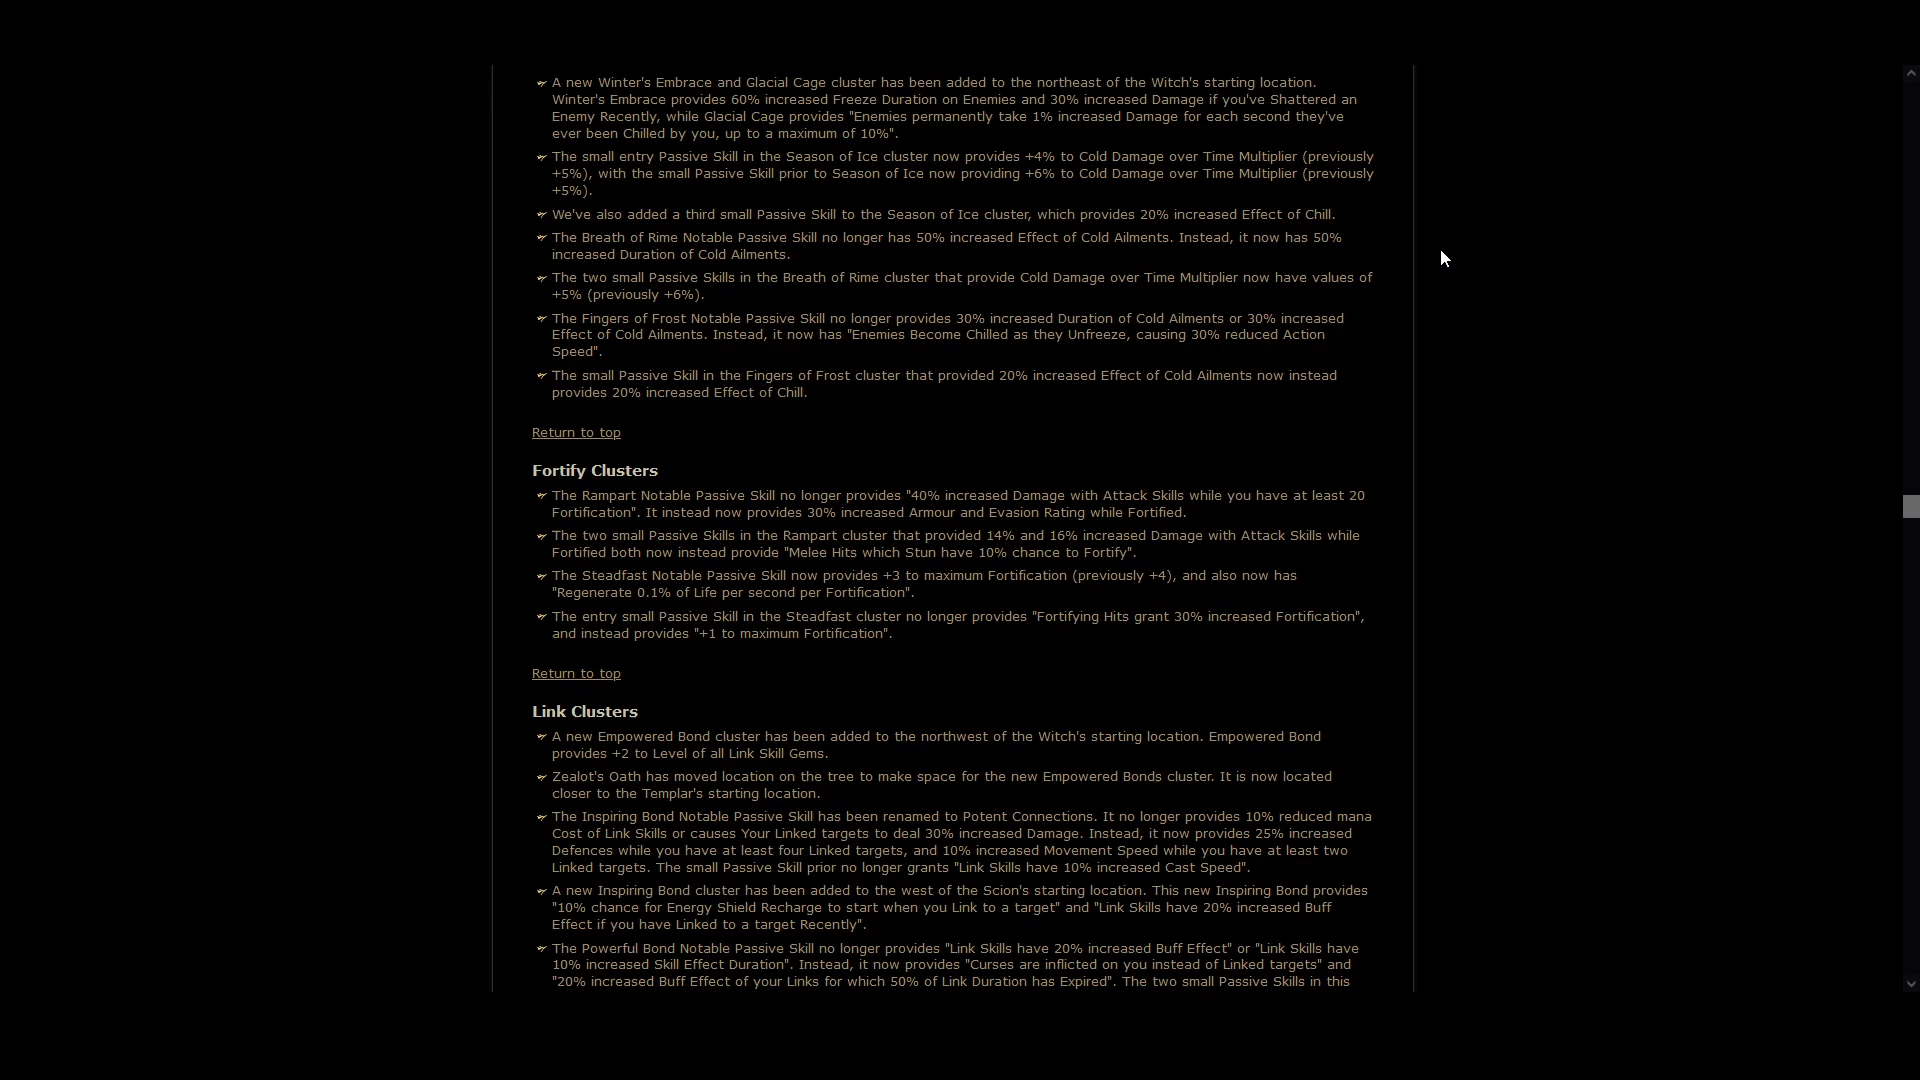 A new Winter's Embrace and Glacial Cage cluster has been added to the northeast of the Witch's starting location.
Winter's Embrace provides 60% increased Freeze Duration on Enemies and 30% increased Damage if you've Shattered an
Enemy Recently, while Glacial Cage provides "Enemies permanently take 1% increased Damage for each second they've
ever been Chilled by you, up to a maximum of 10%".
The small entry Passive Skill in the Season of Ice cluster now provides +4% to Cold Damage over Time Multiplier (previously
+5%), with the small Passive Skill prior to Season of Ice now providing +6% to Cold Damage over Time Multiplier (previously
+5%).
We've also added a third small Passive Skill to the Season of Ice cluster, which provides 20% increased Effect of Chill.
The Breath of Rime Notable Passive Skill no longer has 50% increased Effect of Cold Ailments. Instead, it now has 50%
increased Duration of Cold Ailments.
The two small Passive Skills in the Breath of Rime cluster that provide Cold Damage over Time Multiplier now have values of
+5% (previously +6%).
The Fingers of Frost Notable Passive Skill no longer provides 30% increased Duration of Cold Ailments or 30% increased
Effect of Cold Ailments. Instead, it now has "Enemies Become Chilled as they Unfreeze, causing 30% reduced Action
Speed".
The small Passive Skill in the Fingers of Frost cluster that provided 20% increased Effect of Cold Ailments now instead
provides 20% increased Effect of Chill.
Return to top
Fortify Clusters
The Rampart Notable Passive Skill no longer provides "40% increased Damage with Attack Skills while you have at least 20
Fortification". It instead now provides 30% increased Armour and Evasion Rating while Fortified.
The two small Passive Skills in the Rampart cluster that provided 14% and 16% increased Damage with Attack Skills while
Fortified both now instead provide "Melee Hits which Stun have 10% chance to Fortify".
The Steadfast Notable Passive Skill now provides +3 to maximum Fortification (previously +4), and also now has
"Regenerate 0.1% of Life per second per Fortification".
The entry small Passive Skill in the Steadfast cluster no longer provides "Fortifying Hits grant 30% increased Fortification",
and instead provides "+1 to maximum Fortification".
Return to top
Link Clusters
A new Empowered Bond cluster has been added to the northwest of the Witch's starting location. Empowered Bond
provides +2 to Level of all Link Skill Gems.
Zealot's Oath has moved location on the tree to make space for the new Empowered Bonds cluster. It is now located
closer to the Templar's starting location.
The Inspiring Bond Notable Passive Skill has been renamed to Potent Connections. It no longer provides 10% reduced mana
Cost of Link Skills or causes Your Linked targets to deal 30% increased Damage. Instead, it now provides 25% increased
Defences while you have at least four Linked targets, and 10% increased Movement Speed while you have at least two
Linked targets. The small Passive Skill prior no longer grants "Link Skills have 10% increased Cast Speed".
A new Inspiring Bond cluster has been added to the west of the Scion's starting location. This new Inspiring Bond provides
"10% chance for Energy Shield Recharge to start when you Link to a target" and "Link Skills have 20% increased Buff
Effect if you have Linked to a target Recently".
The Powerful Bond Notable Passive Skill no longer provides "Link Skills have 20% increased Buff Effect" or "Link Skills have
10% increased Skill Effect Duration". Instead, it now provides "Curses are inflicted on you instead of Linked targets" and
"20% increased Buff Effect of your Links for which 50% of Link Duration has Expired". The two small Passive Skills in this